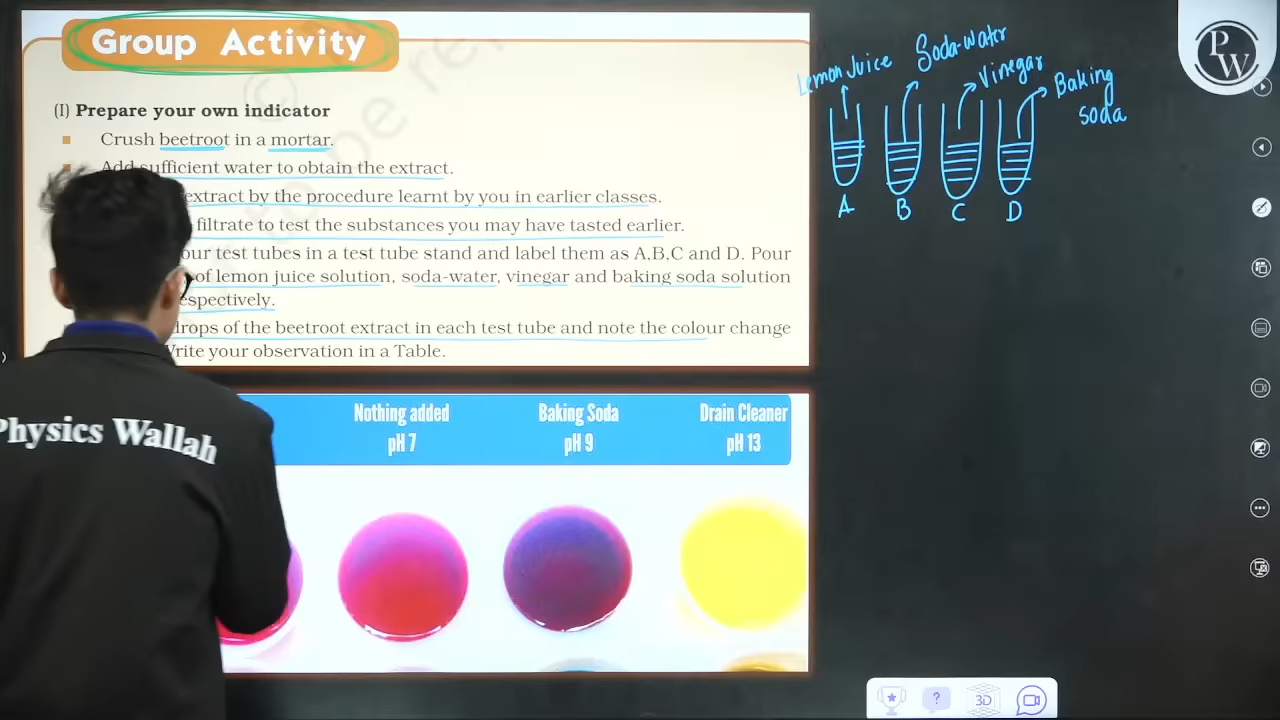 Group Activity
(I) Prepare your own indicator
Crush beetroot in a mortar.
Add sufficient water to obtain the extract.
extract by the procedure learnt by you in earlier classes.
filtrate to test the substances you may have tasted earlier.
our test tubes in a test tube stand and label them as A,B,C and D. Pour
of lemon juice solution, soda-water, vinegar and baking soda solution
espectively.
drops of the beetroot extract in each test tube and note the colour change
Write your observation in a Table.
Lemon Juice
Soda-water
Vinegar
Baking
soda
A B C D
PW
Nothing added
pH 7
Baking Soda
pH 9
Drain Cleaner
pH 13
Physics Wallah
3D